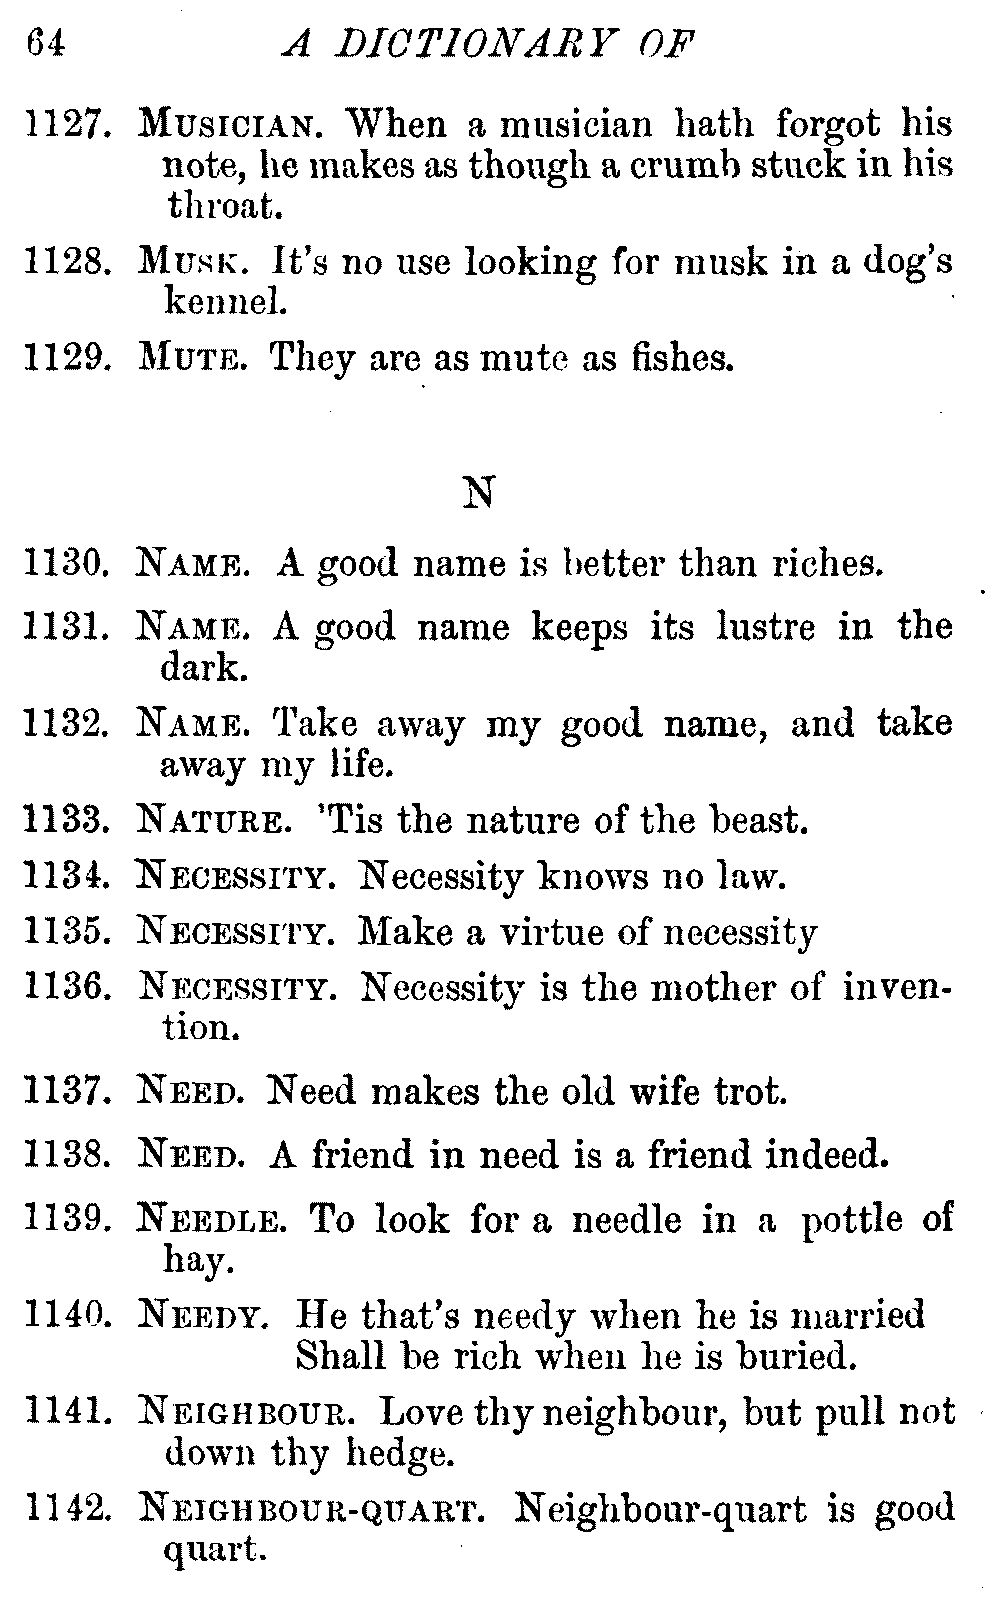 64 A DICTIONARY OF
1127. MUSICIAN. When a musician hath forgot his
note, he makes as though a crumb stuck in his
throat.
1128. MUSK. It's no use looking for musk in a dog's
kennel.
1129. MUTE. They are as mute as fishes.
N
1130. NAME. A good name is better than riches.
1131. NAME. A good name keeps its lustre in the
dark.
1132. NAME. Take away my good name, and take
away my life.
1133. NATURE. 'Tis the nature of the beast.
1134. NECESSITY. Necessity knows no law.
1135. NECESSITY. Make a virtue of necessity
1136. NECESSITY. Necessity is the mother of inven-
tion.
1137. NEED. Need makes the old wife trot.
1138. NEED. A friend in need is a friend indeed.
1139. NEEDLE. To look for a needle in a pottle of
hay.
1140. NEEDY. He that's needy when he is married
Shall be rich when he is buried.
1141. NEIGHBOUR. Love thy neighbour, but pull not
down thy hedge.
1142. NEIGHBOUR-QUART. Neighbour-quart is good
quart.